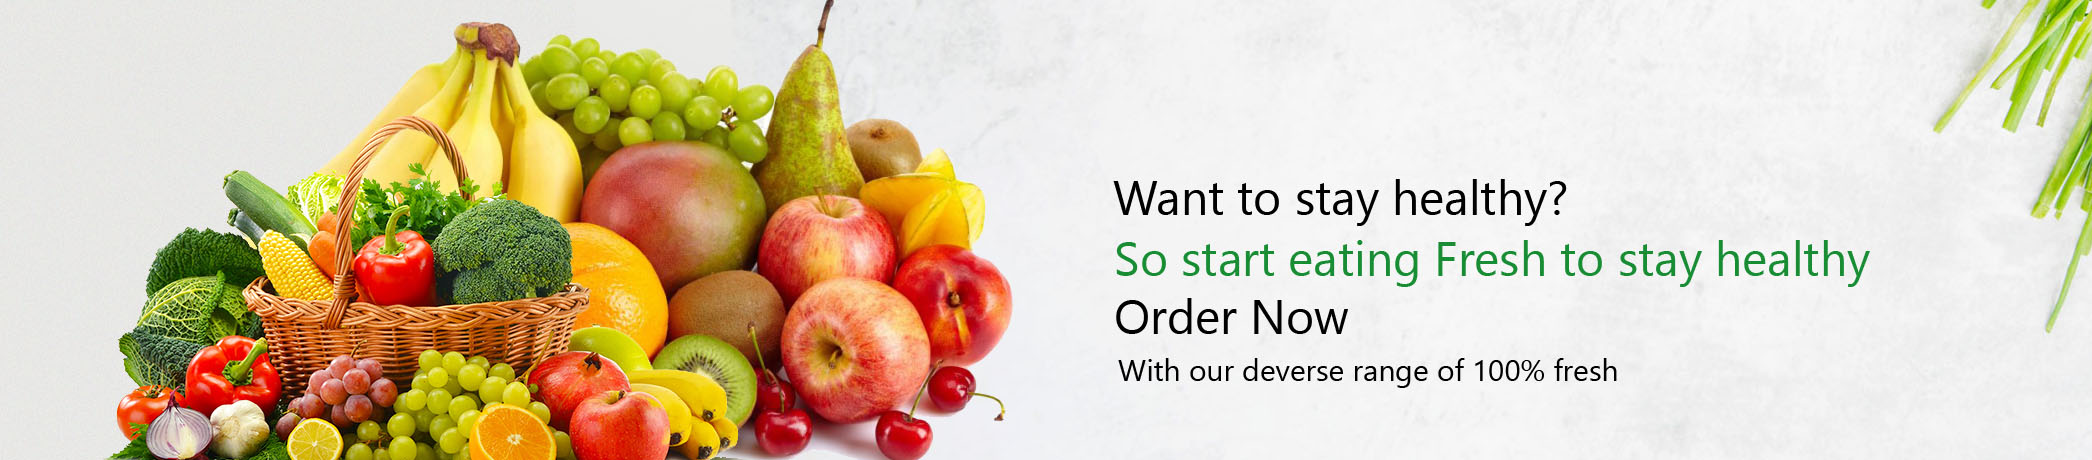 Want to stay healthy?
So start eating Fresh to stay healthy
Order Now
With our deverse range of 100% fresh